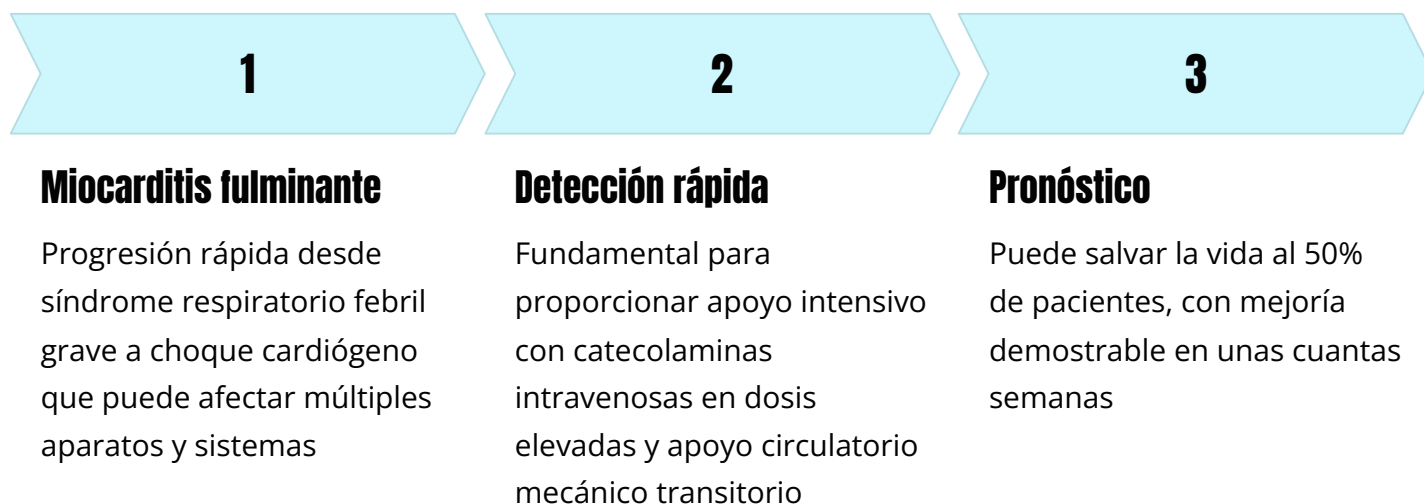 1
2
3
Miocarditis fulminante
Progresión rápida desde
síndrome respiratorio febril
grave a choque cardiógeno
que puede afectar múltiples
aparatos y sistemas
Detección rápida
Fundamental para
proporcionar apoyo intensivo
con catecolaminas
intravenosas en dosis
elevadas y apoyo circulatorio
mecánico transitorio
Pronóstico
Puede salvar la vida al 50%
de pacientes, con mejoría
demostrable en unas cuantas
semanas